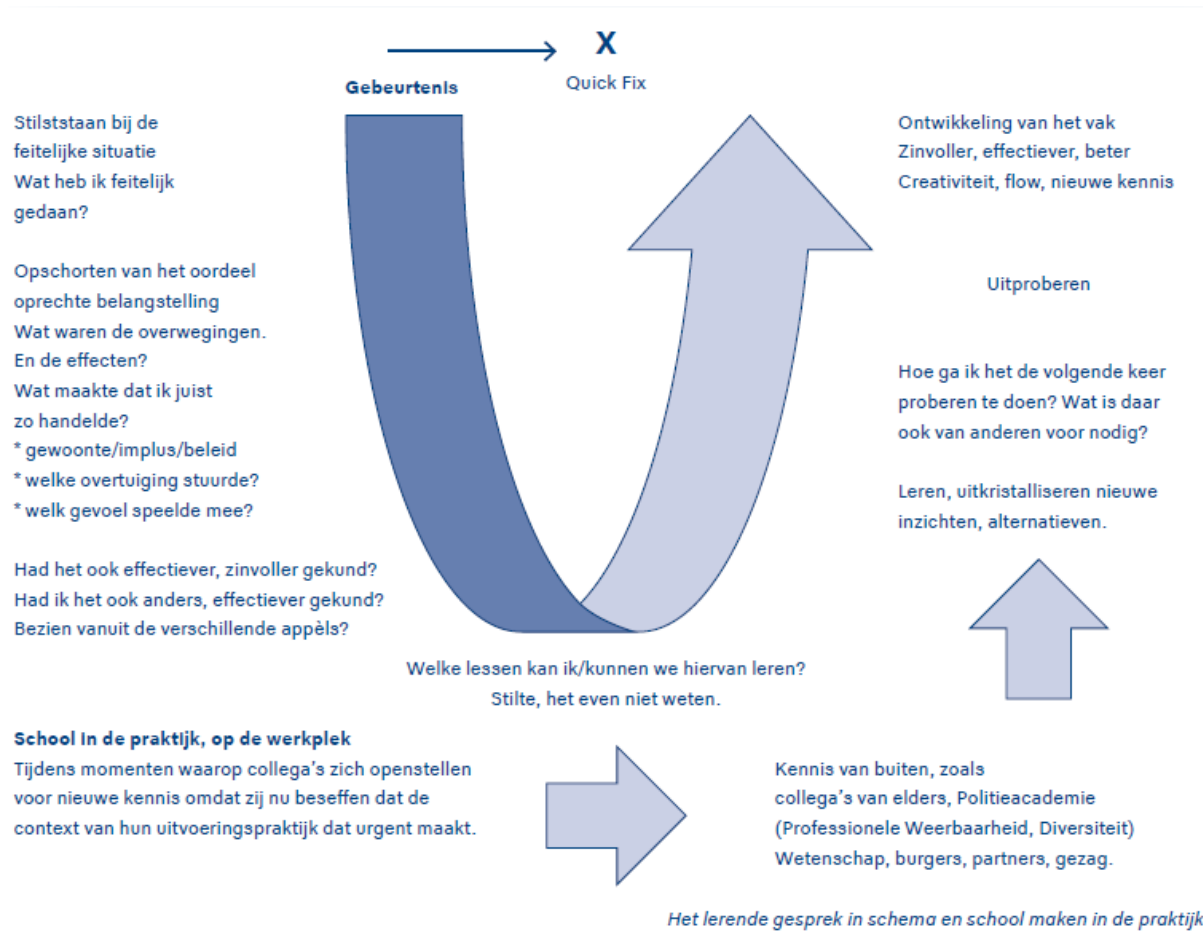 X
Quick Fix
Gebeurtenis
Stilststaan bij de
feitelijke situatie
Wat heb ik feitelijk
gedaan?
Opschorten van het oordeel
oprechte belangstelling
Wat waren de overwegingen.
En de effecten?
Wat maakte dat ik juist
zo handelde?
* gewoonte/implus/beleid
* welke overtuiging stuurde?
* welk gevoel speelde mee?
Had het ook effectiever, zinvoller gekund?
Had ik het ook anders, effectiever gekund?
Bezien vanuit de verschillende appèls?
Welke lessen kan ik/kunnen we hiervan leren?
Stilte, het even niet weten.
Ontwikkeling van het vak
Zinvoller, effectiever, beter
Creativiteit, flow, nieuwe kennis
Uitproberen
Hoe ga ik het de volgende keer
proberen te doen? Wat is daar
ook van anderen voor nodig?
Leren, uitkristalliseren nieuwe
inzichten, alternatieven.
School in de praktijk, op de werkplek
Tijdens momenten waarop collega's zich openstellen
voor nieuwe kennis omdat zij nu beseffen dat de
context van hun uitvoeringspraktijk dat urgent maakt.
Kennis van buiten, zoals
collega's van elders, Politieacademie
(Professionele Weerbaarheid, Diversiteit)
Wetenschap, burgers, partners, gezag.
Het lerende gesprek in schema en school maken in de praktijk